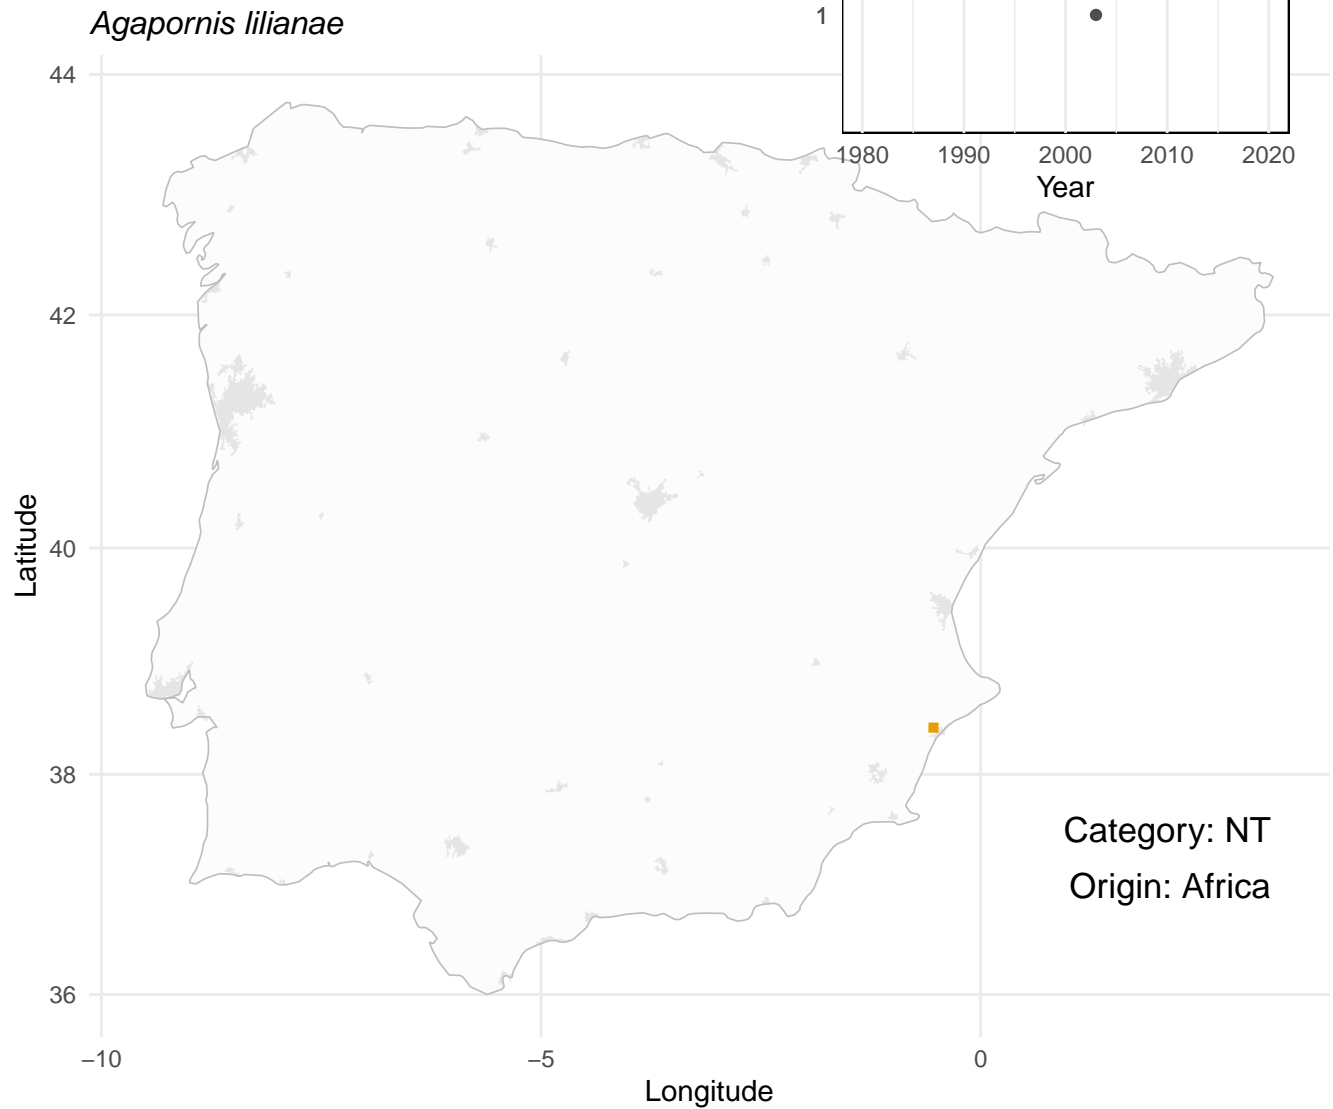 Agapornis lilianae
1
1980 1990 2000 2010 2020
Year
44
42
40
38
36
Latitude
Category: NT
Origin: Africa
−10 −5 0
Longitude